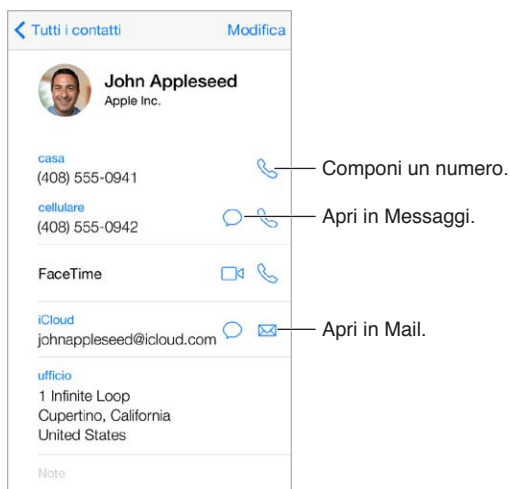 Tutti i contatti Modifica
John Appleseed
Apple Inc.
casa
(408) 555-0941
Componi un numero.
cellulare
(408) 555-0942
Apri in Messaggi.
FaceTime
iCloud
johnappleseed@icloud.com
Apri in Mail.
ufficio
1 Infinite Loop
Cupertino, California
United States
Note